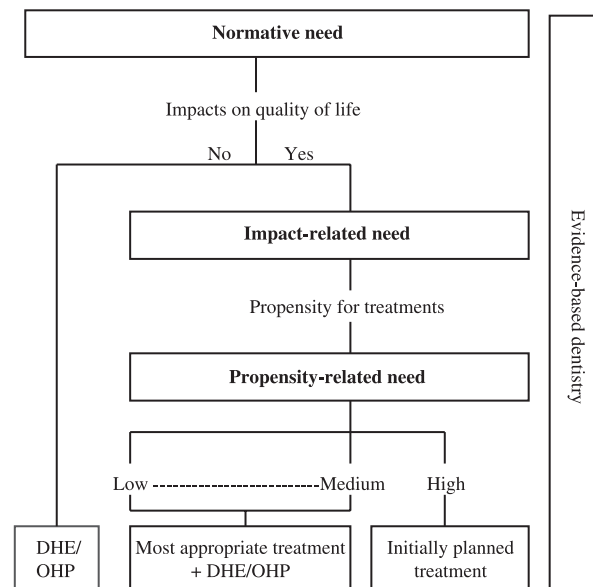 Normative need
Impacts on quality of life
No Yes
Impact-related need
Propensity for treatments
Propensity-related need
Low ----------------------- Medium High
DHE/
OHP
Most appropriate treatment
+ DHE/OHP
Initially planned
treatment
Evidence-based dentistry